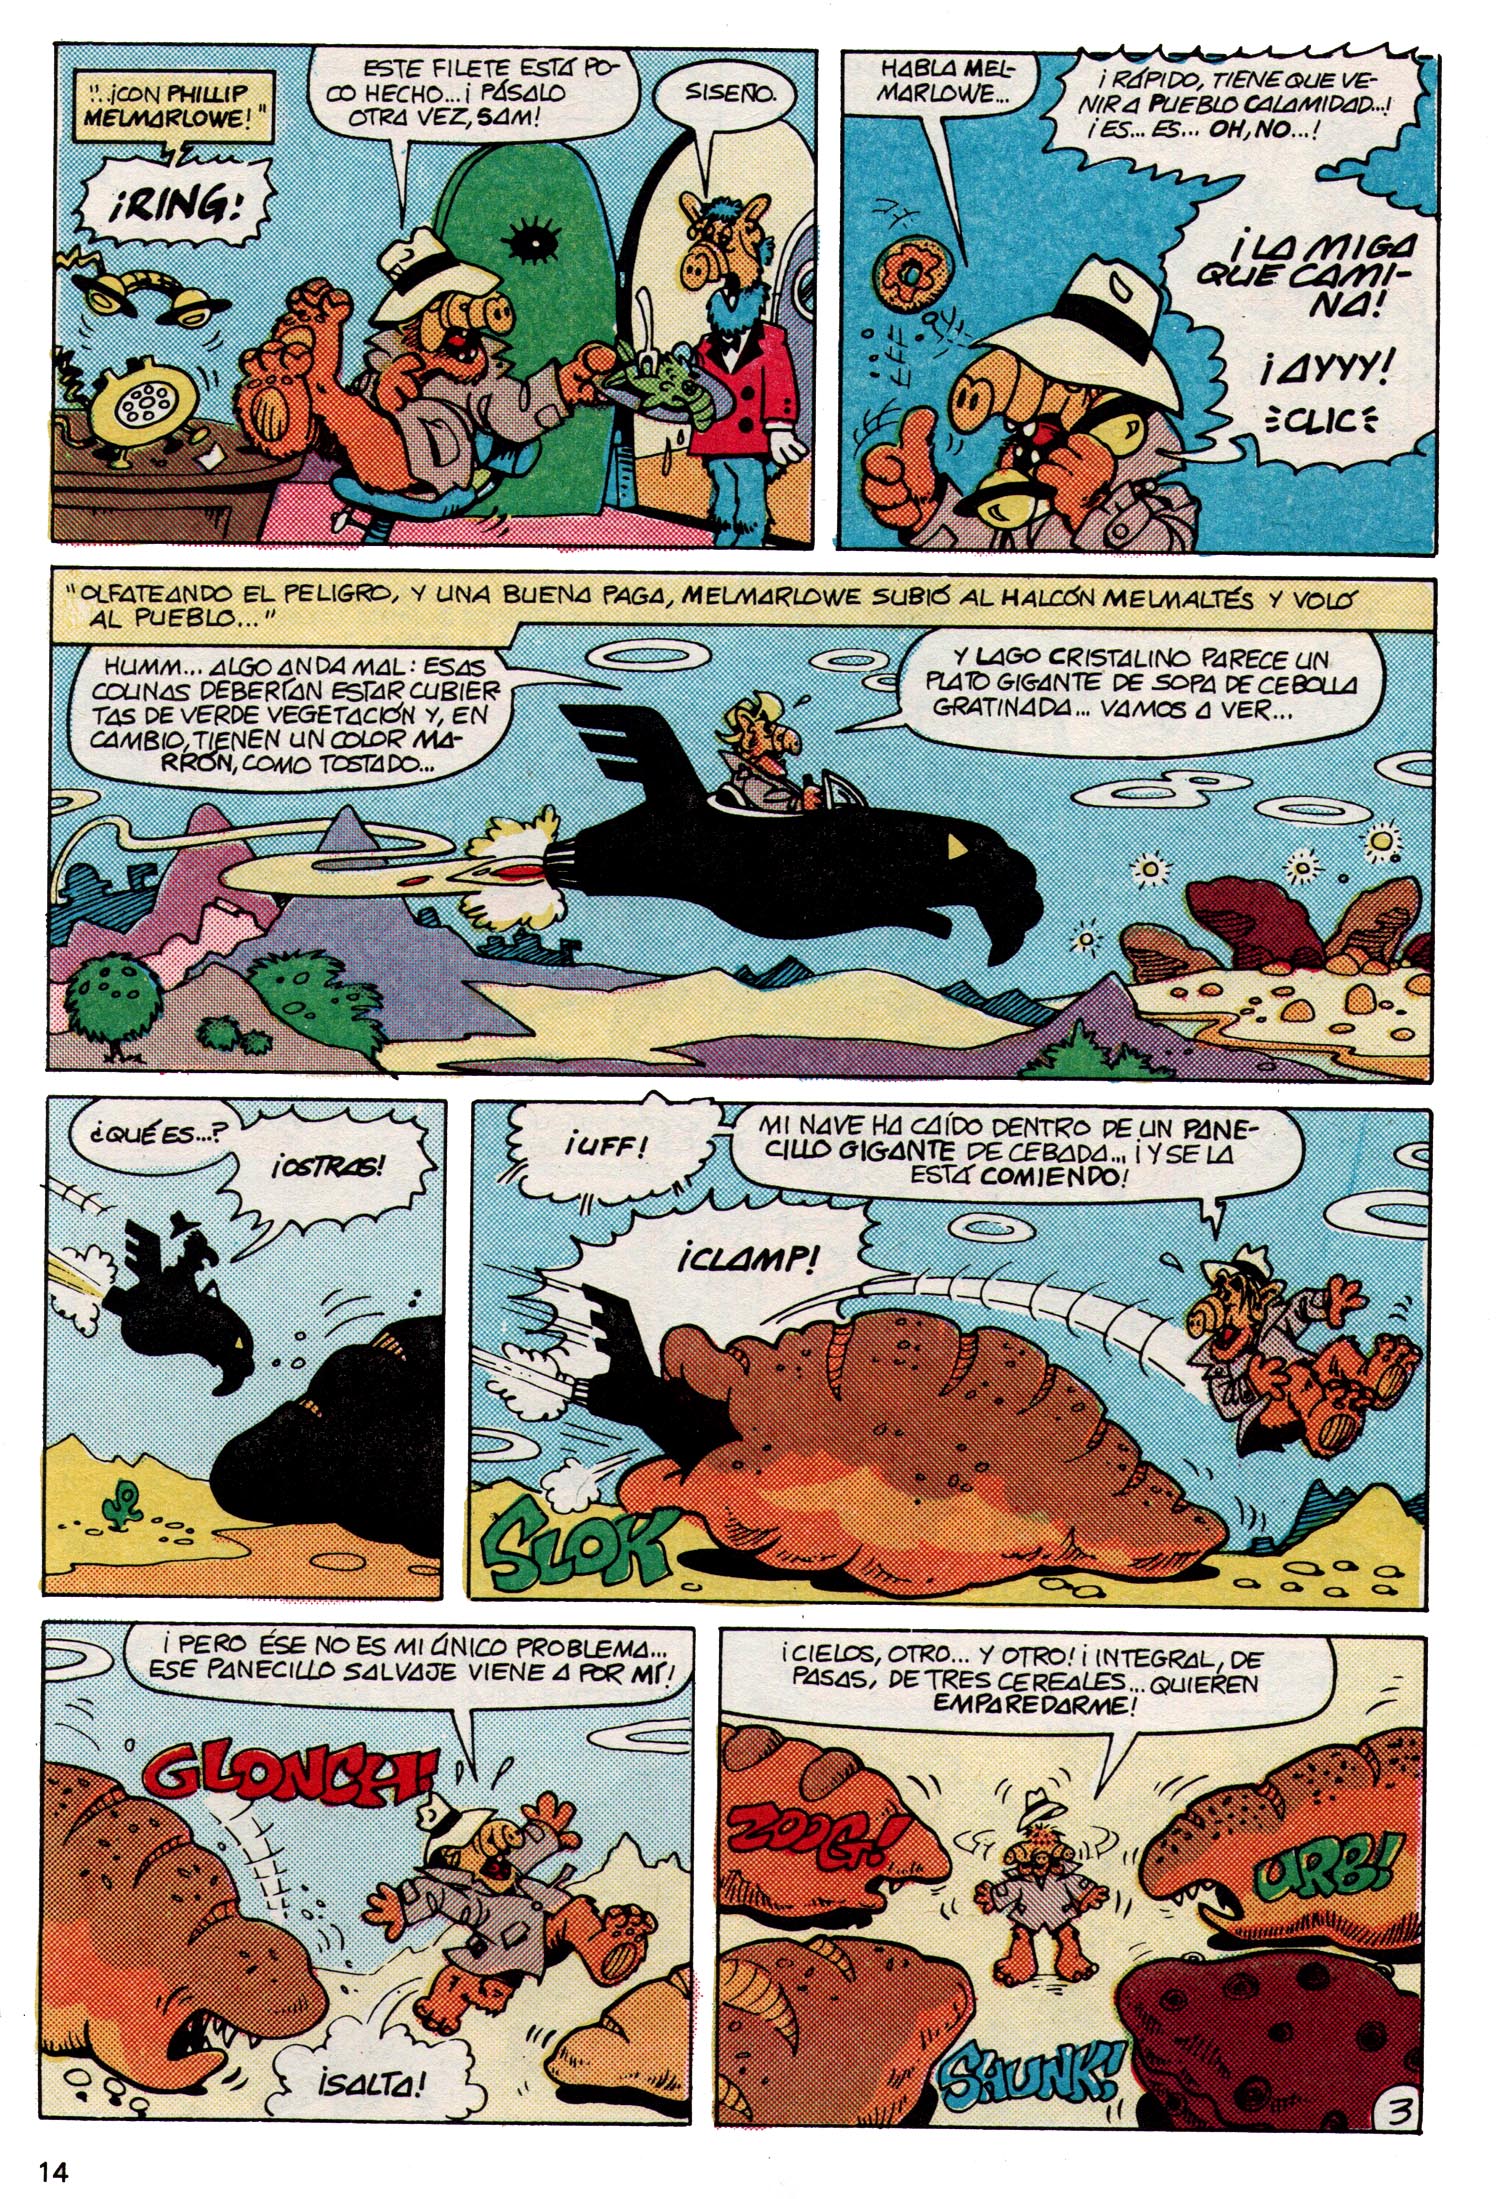 "...¡CON PHILLIP
MELMARLOWE!"
¡RING!
ESTE FILETE ESTÁ PO-
CO HECHO...¡ PÁSALO
OTRA VEZ, SAM!
SISEÑO.
HABLA MEL-
MARLOWE...
¡RÁPIDO, TIENE QUE VE-
NIR A PUEBLO CALAMIDAD...!
¡ES... ES... OH, NO...!
¡LA MIGA
QUE CAMI-
NA!
¡AYYY!
CLIC
"OLFATEANDO EL PELIGRO, Y UNA BUENA PAGA, MELMARLOWE SUBIÓ AL HALCÓN MELMALTÉS Y VOLÓ
AL PUEBLO..."
HUMM... ALGO ANDA MAL: ESAS
COLINAS DEBERÍAN ESTAR CUBIER
TAS DE VERDE VEGETACIÓN Y, EN
CAMBIO, TIENEN UN COLOR MA-
RRÓN, COMO TOSTADO...
Y LAGO CRISTALINO PARECE UN
PLATO GIGANTE DE SOPA DE CEBOLLA
GRATINADA... VAMOS A VER...
¿QUÉ ES...?
¡OSTRAS!
¡UFF!
MI NAVE HA CAÍDO DENTRO DE UN PANE-
CILLO GIGANTE DE CEBADA... ¡Y SE LA
ESTÁ COMIENDO!
¡CLAMP!
SLOK
¡PERO ÉSE NO ES MI ÚNICO PROBLEMA...
ESE PANECILLO SALVAJE VIENE A POR MÍ!
GLONCH!
¡SALTA!
¡CIELOS, OTRO... Y OTRO! ¡INTEGRAL, DE
PASAS, DE TRES CEREALES... QUIEREN
EMPAREDARME!
ZOOG!
URB!
SHUNK!
3
14